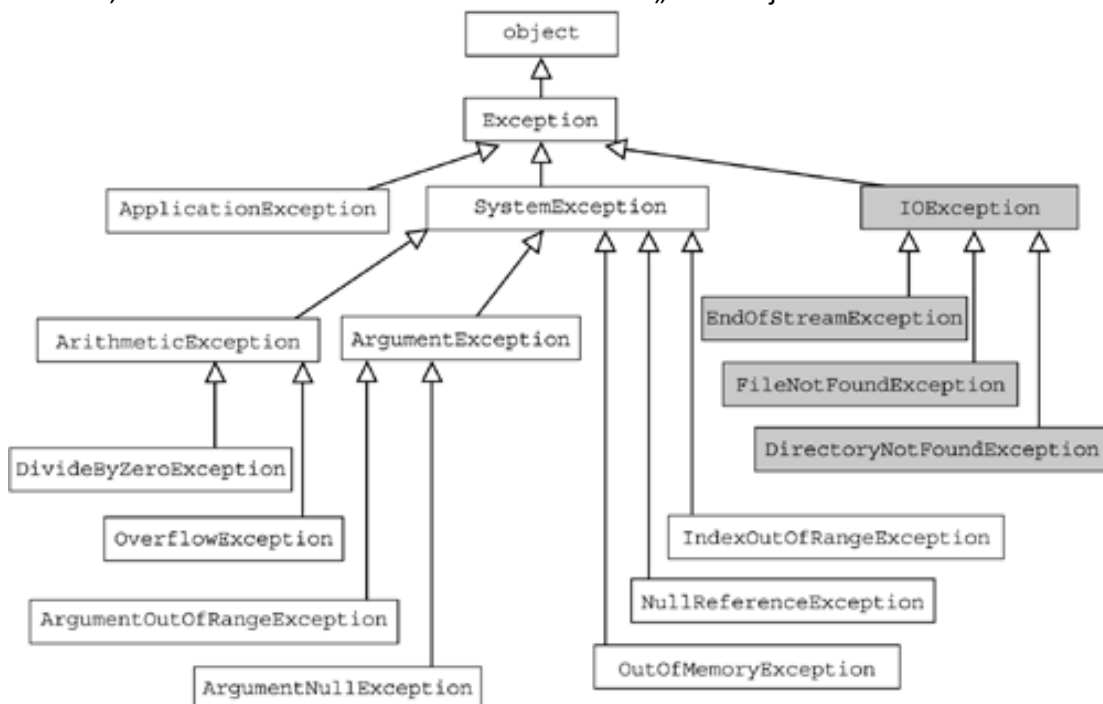 object
Exception
ApplicationException
SystemException
IOException
EndOfStreamException
ArithmeticException
ArgumentException
FileNotFoundException
DirectoryNotFoundException
DivideByZeroException
OverflowException
IndexOutOfRangeException
NullReferenceException
ArgumentOutOfRangeException
OutOfMemoryException
ArgumentNullException